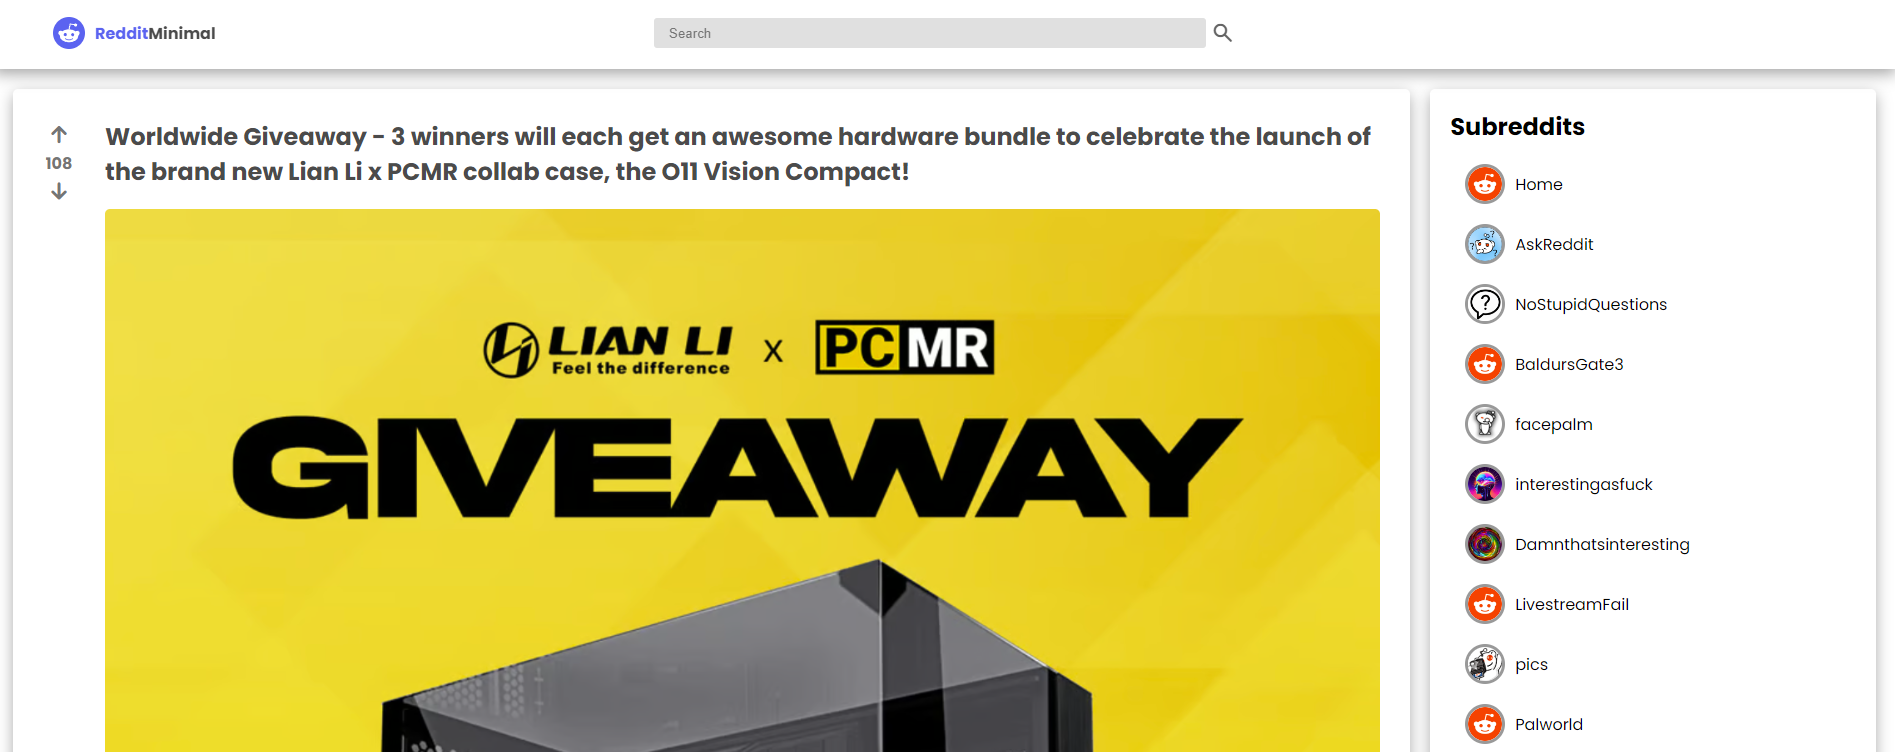 RedditMinimal
Search
108
Worldwide Giveaway - 3 winners will each get an awesome hardware bundle to celebrate the launch of
the brand new Lian Li x PCMR collab case, the O11 Vision Compact!
LIAN LI
Feel the difference
x
PCMR
GIVEAWAY
Subreddits
Home
AskReddit
NoStupidQuestions
BaldursGate3
facepalm
interestingasfuck
Damnthatsinteresting
LivestreamFail
pics
Palworld